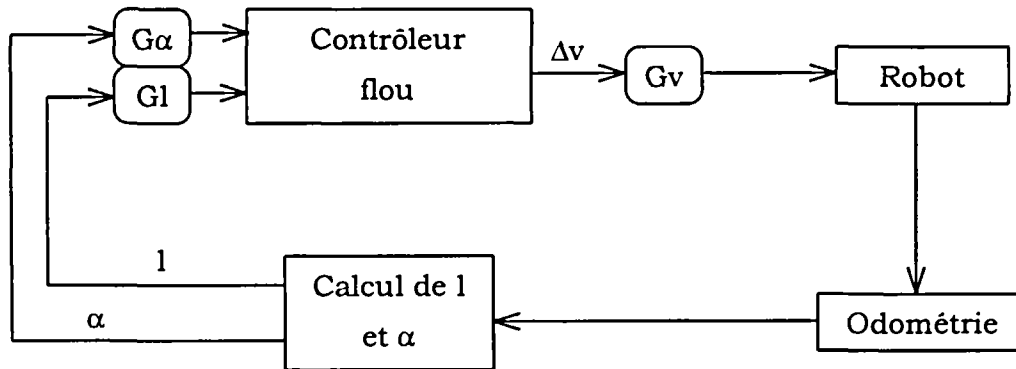 Gα
Gl
Contrôleur
flou
Δv
Gv
Robot
l
α
Calcul de l
et α
Odométrie